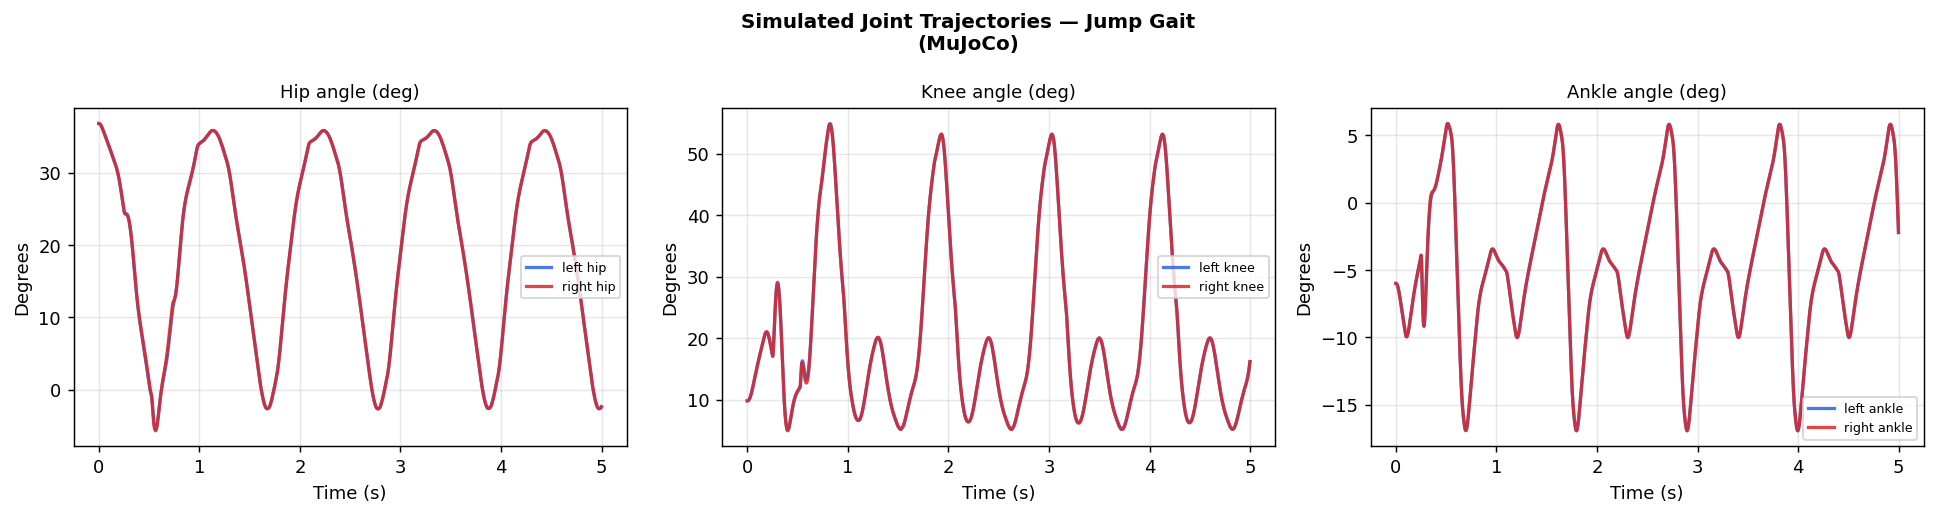 Simulated Joint Trajectories — Jump Gait
(MuJoCo)
Hip angle (deg)
Degrees
30
20
10
0
left hip
right hip
0 1 2 3 4 5
Time (s)
Knee angle (deg)
Degrees
50
40
30
20
10
left knee
right knee
0 1 2 3 4 5
Time (s)
Ankle angle (deg)
Degrees
5
0
−5
−10
−15
left ankle
right ankle
0 1 2 3 4 5
Time (s)